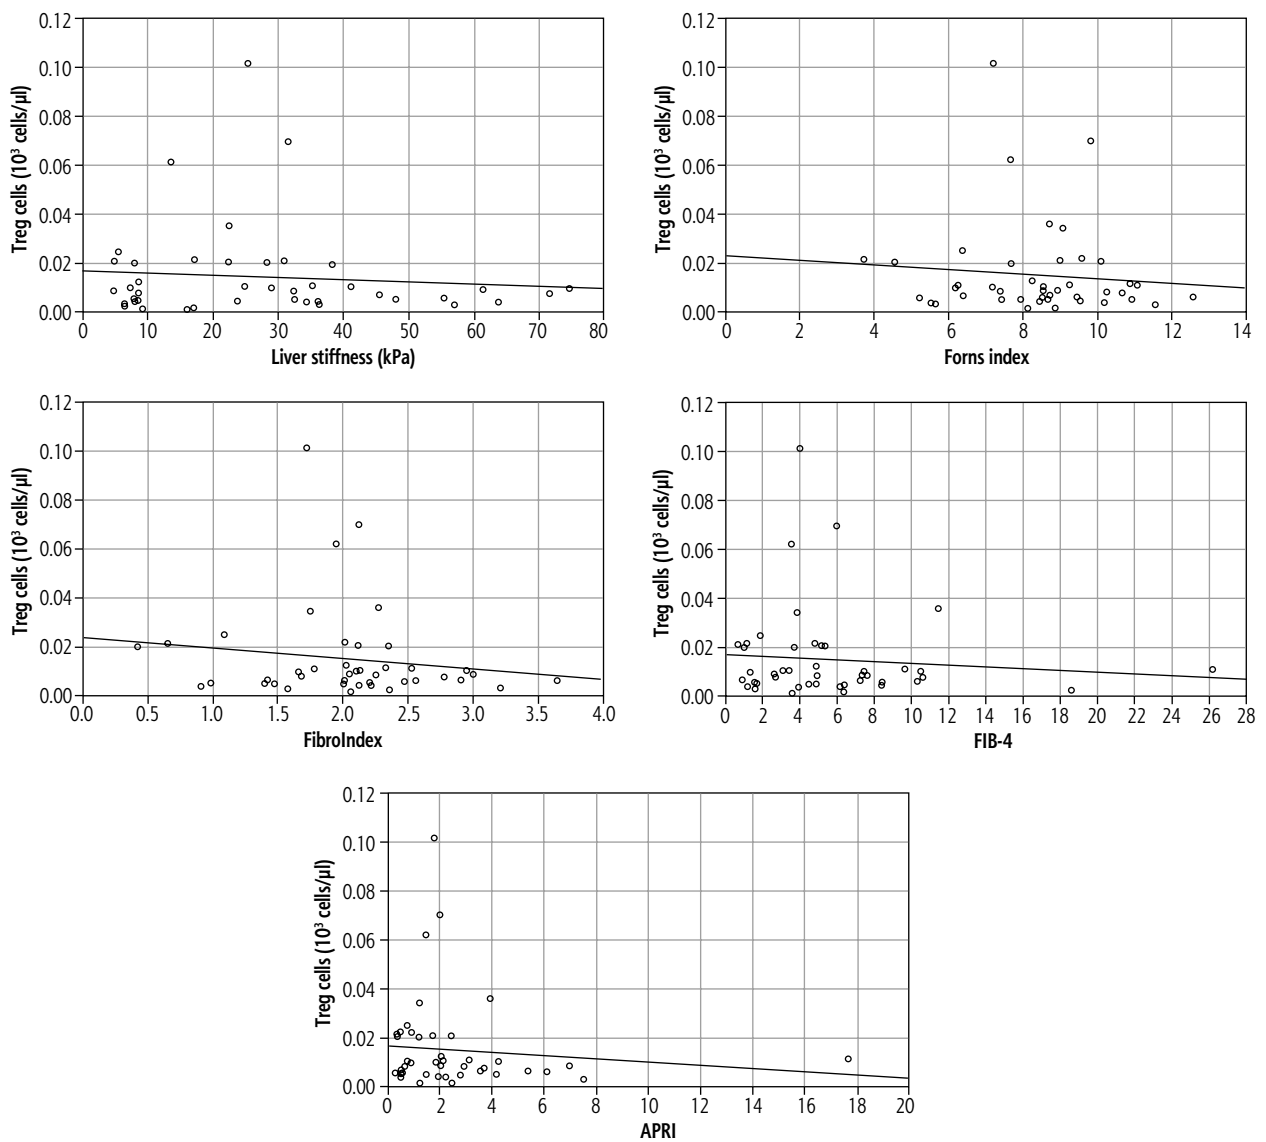 0.12
0.10
0.08
0.06
0.04
0.02
0.00
Treg cells (10³ cells/µl)
0 10 20 30 40 50 60 70 80
Liver stiffness (kPa)
0.12
0.10
0.08
0.06
0.04
0.02
0.00
Treg cells (10³ cells/µl)
0 2 4 6 8 10 12 14
Forns index
0.12
0.10
0.08
0.06
0.04
0.02
0.00
Treg cells (10³ cells/µl)
0.0 0.5 1.0 1.5 2.0 2.5 3.0 3.5 4.0
FibroIndex
0.12
0.10
0.08
0.06
0.04
0.02
0.00
Treg cells (10³ cells/µl)
0 2 4 6 8 10 12 14 16 18 20 22 24 26 28
FIB-4
0.12
0.10
0.08
0.06
0.04
0.02
0.00
Treg cells (10³ cells/µl)
0 2 4 6 8 10 12 14 16 18 20
APRI